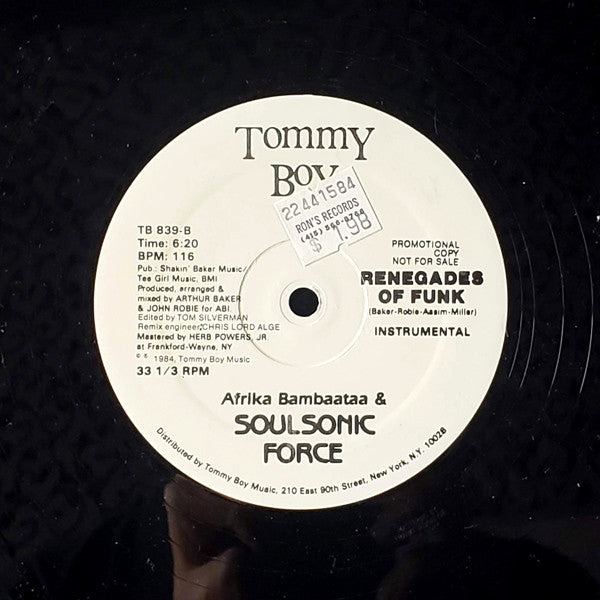 TOMMY
BOY
22441584
RON'S RECORDS
$ 1.98
TB 839-B
Time: 6:20
BPM: 116
Pub.: Shakin' Baker Music/
Tee Girl Music, BMI
Produced, arranged &
mixed by ARTHUR BAKER
& JOHN ROBIE for ABI.
Edited by TOM SILVERMAN
Remix engineer: CHRIS LORD ALGE
Mastered by HERB POWERS, JR.
at Frankford-Wayne, NY
℗ © 1984, Tommy Boy Music
33 1/3 RPM
PROMOTIONAL
COPY
NOT FOR SALE
RENEGADES
OF FUNK
(Baker-Robie-Aasim-Miller)
INSTRUMENTAL
Afrika Bambaataa &
SOULSONIC
FORCE
Distributed by Tommy Boy Music, 210 East 90th Street, New York, N.Y. 10028